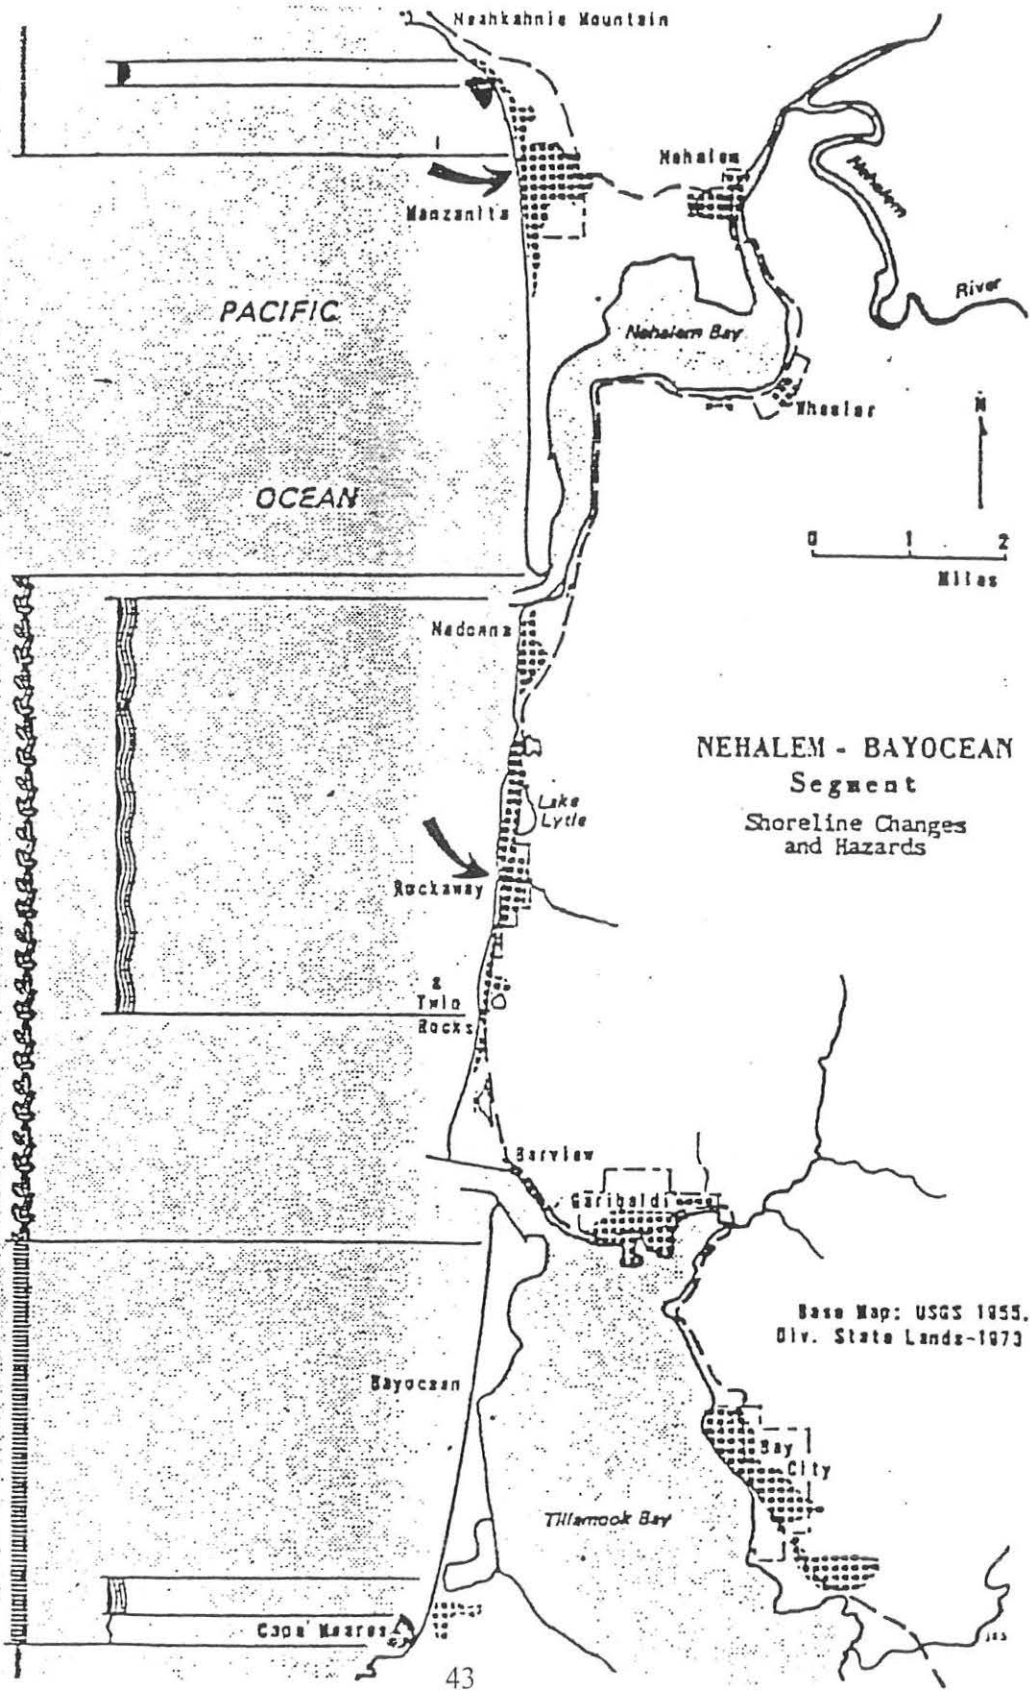 Neahkahnie Mountain
Nehalem
Manzanita
Nehalem
River
PACIFIC
OCEAN
Nehalem Bay
Wheeler
N
0 1 2
Miles
Nedonna
NEHALEM - BAYOCEAN
Segment
Shoreline Changes
and Hazards
Lake
Lytle
Rockaway
Twin
Rocks
Barview
Garibaldi
Base Map: USGS 1955.
Div. State Lands-1973
Bayocean
Bay
City
Tillamook Bay
Cape Meares
43